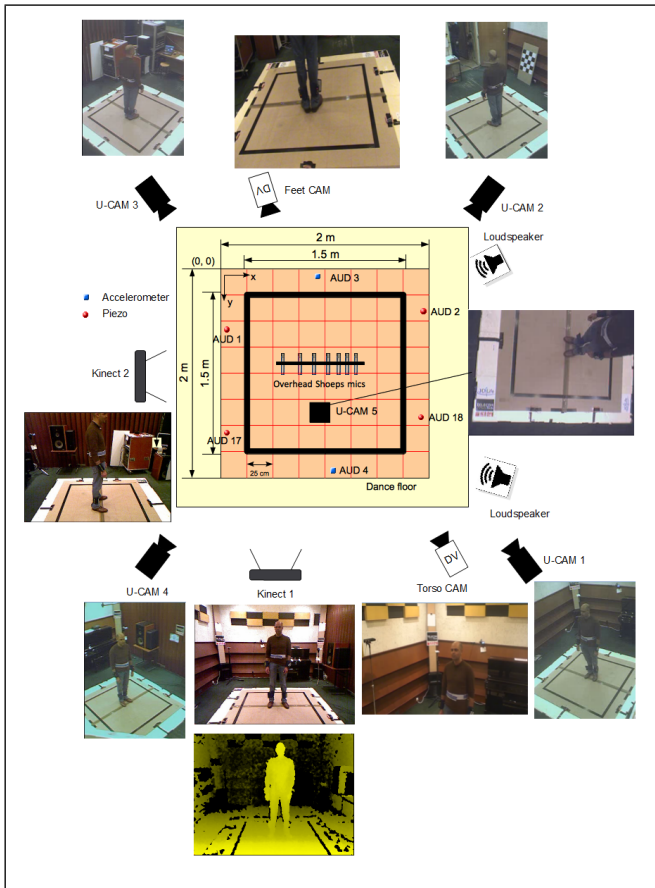 DV
Feet CAM
U-CAM 3
U-CAM 2
Loudspeaker
2 m
1.5 m
(0, 0)
x
AUD 3
y
Accelerometer
Piezo
AUD 2
AUD 1
2 m
1.5 m
Kinect 2
Overhead Shoeps mics
U-CAM 5
AUD 18
AUD 17
AUD 4
25 cm
Dance floor
Loudspeaker
DV
U-CAM 1
U-CAM 4
Kinect 1
Torso CAM